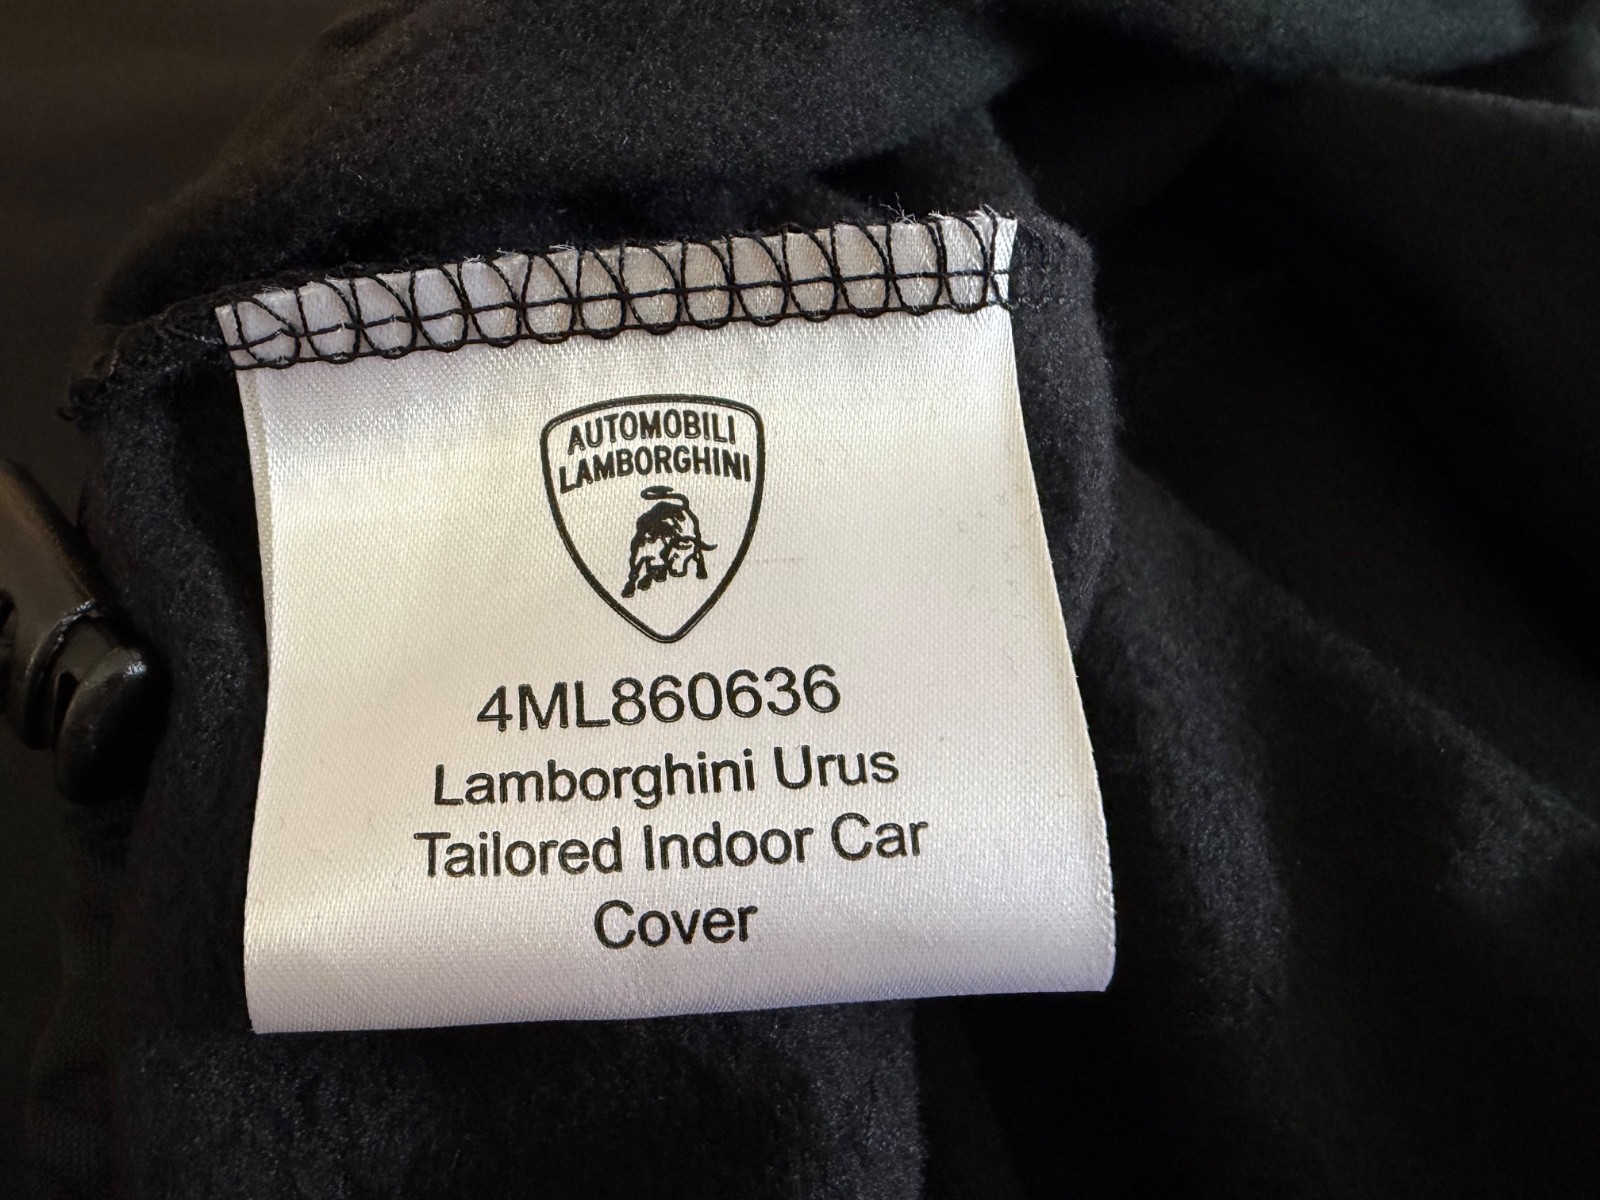 AUTOMOBILI
LAMBORGHINI
4ML860636
Lamborghini Urus
Tailored Indoor Car
Cover